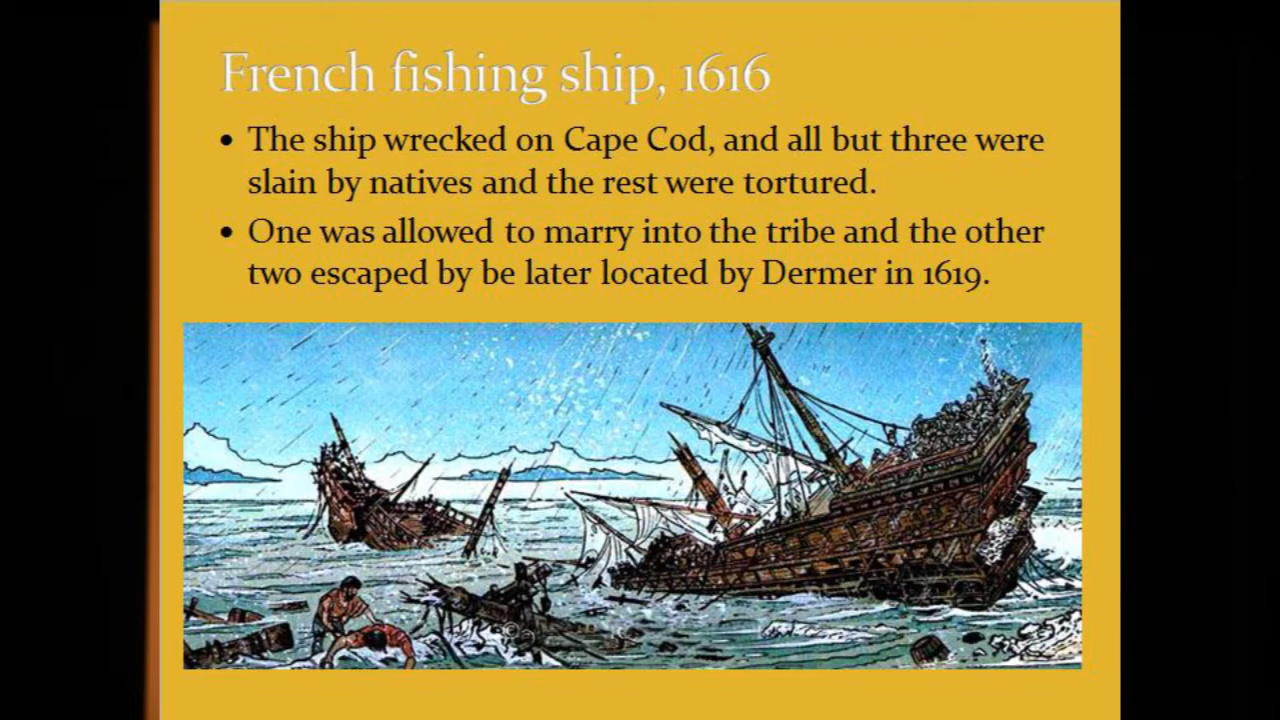 French fishing ship, 1616
• The ship wrecked on Cape Cod, and all but three were
slain by natives and the rest were tortured.
• One was allowed to marry into the tribe and the other
two escaped by be later located by Dermer in 1619.